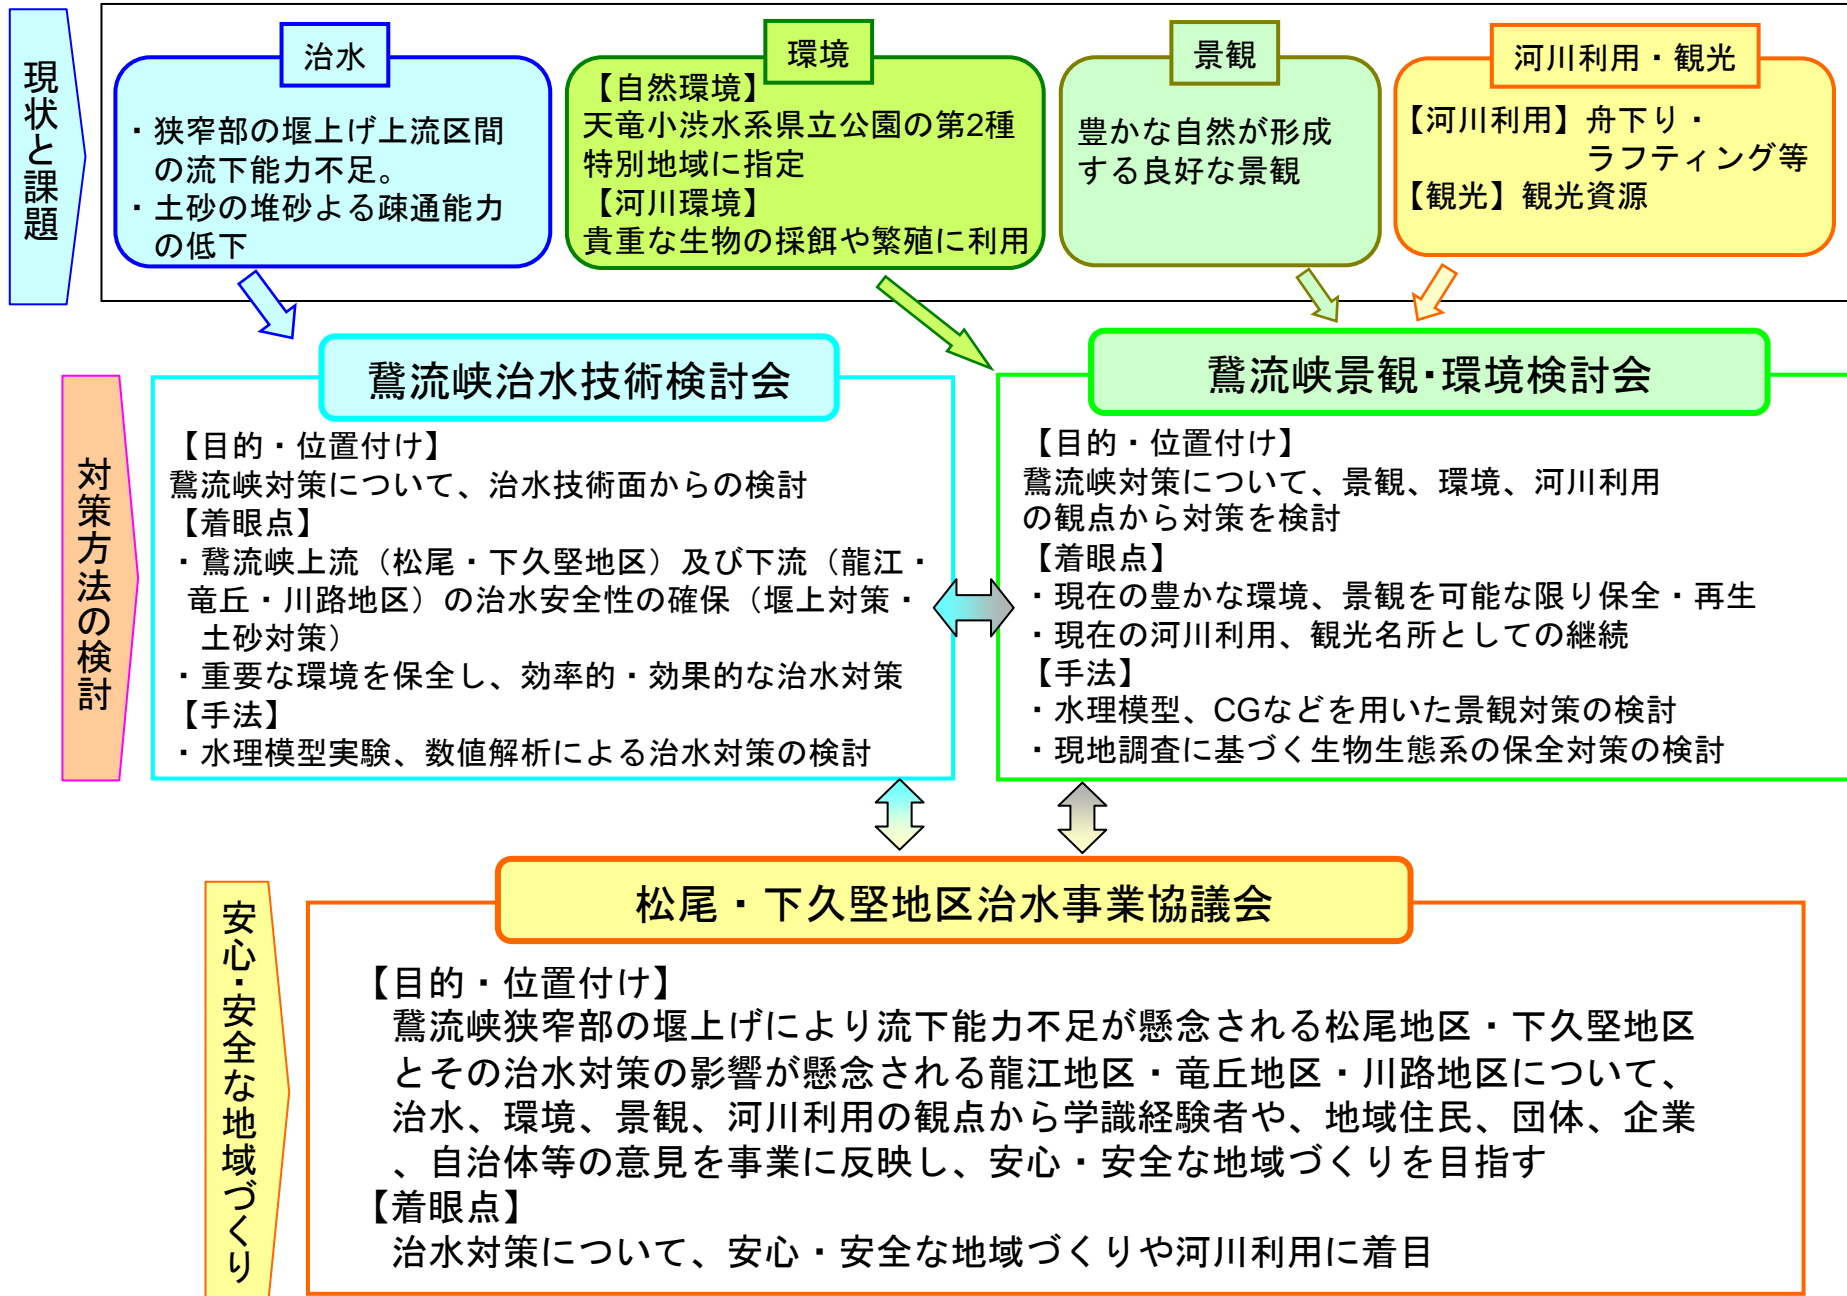 現状と課題
治水
・狭窄部の堰上げ上流区間
の流下能力不足。
・土砂の堆砂よる疎通能力
の低下
環境
【自然環境】
天竜小渋水系県立公園の第2種
特別地域に指定
【河川環境】
貴重な生物の採餌や繁殖に利用
景観
豊かな自然が形成
する良好な景観
河川利用・観光
【河川利用】舟下り・
ラフティング等
【観光】観光資源
対策方法の検討
鵞流峡治水技術検討会
【目的・位置付け】
鵞流峡対策について、治水技術面からの検討
【着眼点】
・鵞流峡上流（松尾・下久堅地区）及び下流（龍江・
竜丘・川路地区）の治水安全性の確保（堰上対策・
土砂対策）
・重要な環境を保全し、効率的・効果的な治水対策
【手法】
・水理模型実験、数値解析による治水対策の検討
鵞流峡景観・環境検討会
【目的・位置付け】
鵞流峡対策について、景観、環境、河川利用
の観点から対策を検討
【着眼点】
・現在の豊かな環境、景観を可能な限り保全・再生
・現在の河川利用、観光名所としての継続
【手法】
・水理模型、CGなどを用いた景観対策の検討
・現地調査に基づく生物生態系の保全対策の検討
安心・安全な地域づくり
松尾・下久堅地区治水事業協議会
【目的・位置付け】
鵞流峡狭窄部の堰上げにより流下能力不足が懸念される松尾地区・下久堅地区
とその治水対策の影響が懸念される龍江地区・竜丘地区・川路地区について、
治水、環境、景観、河川利用の観点から学識経験者や、地域住民、団体、企業
、自治体等の意見を事業に反映し、安心・安全な地域づくりを目指す
【着眼点】
治水対策について、安心・安全な地域づくりや河川利用に着目